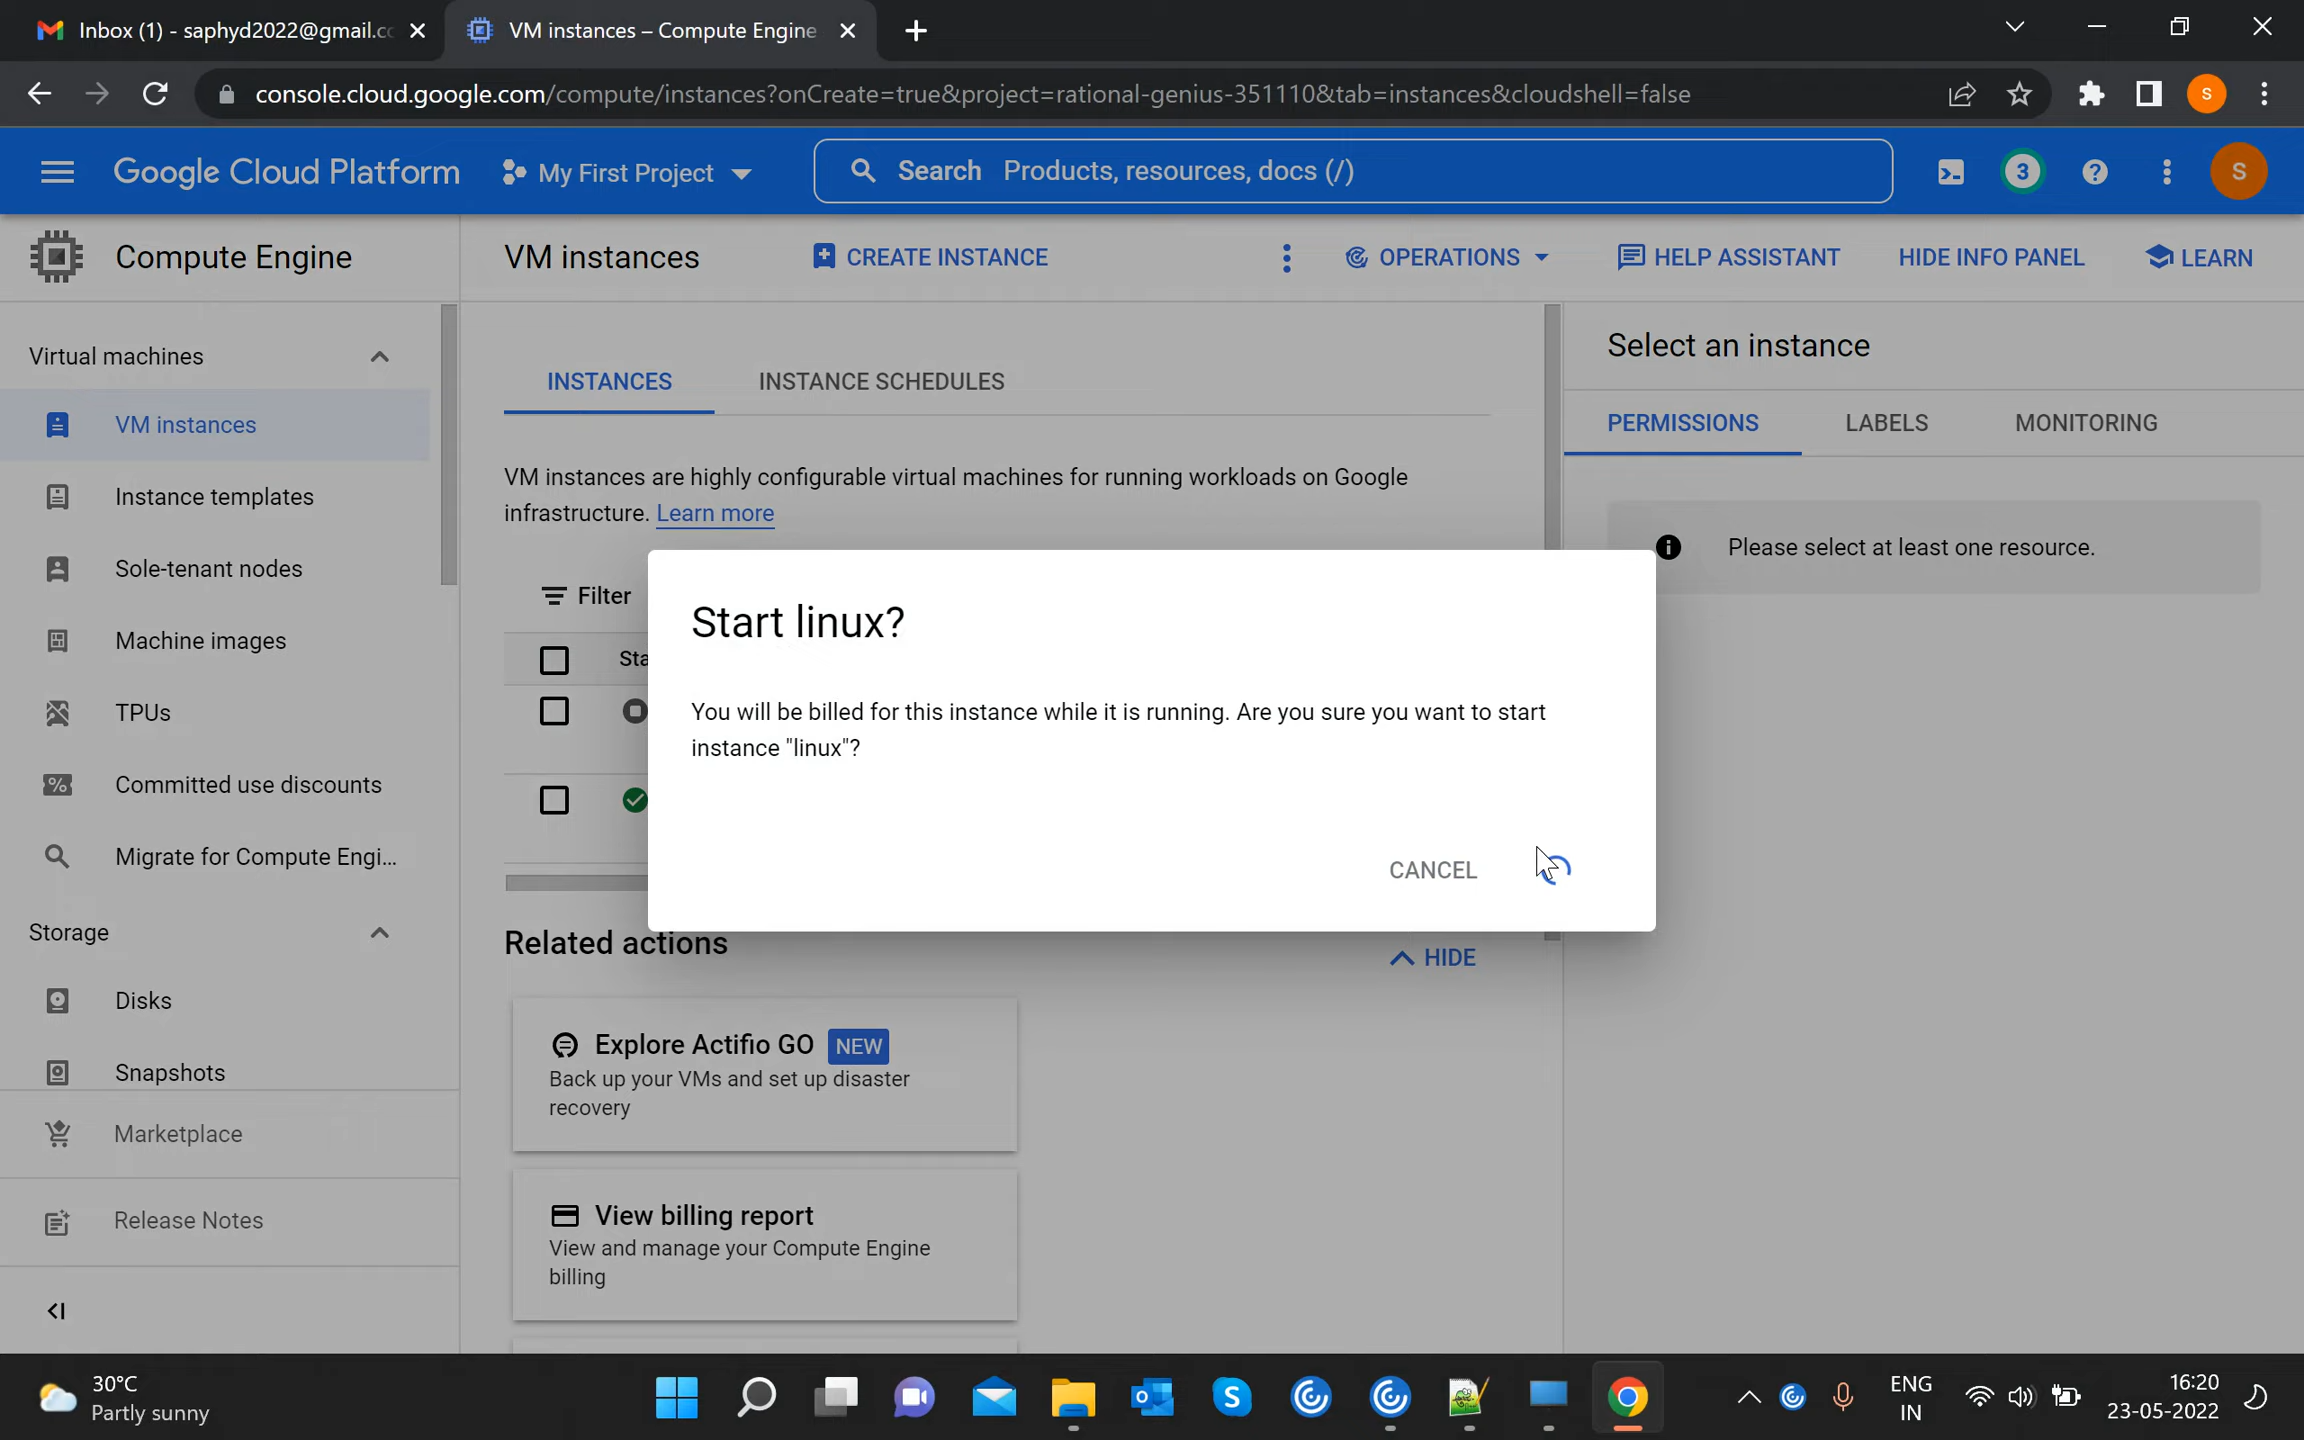 Inbox (1) - saphyd2022@gmail.cc
VM instances – Compute Engine
console.cloud.google.com/compute/instances?onCreate=true&project=rational-genius-351110&tab=instances&cloudshell=false
S
Google Cloud Platform
My First Project
Search Products, resources, docs (/)
3
S
Compute Engine
VM instances
CREATE INSTANCE
OPERATIONS
HELP ASSISTANT
HIDE INFO PANEL
LEARN
Virtual machines
VM instances
Instance templates
Sole-tenant nodes
Machine images
TPUs
Committed use discounts
Migrate for Compute Engi...
Storage
Disks
Snapshots
Marketplace
Release Notes
INSTANCES
INSTANCE SCHEDULES
VM instances are highly configurable virtual machines for running workloads on Google
infrastructure. Learn more
Filter
Sta
Start linux?
You will be billed for this instance while it is running. Are you sure you want to start
instance "linux"?
CANCEL
Related actions
HIDE
Explore Actifio GO NEW
Back up your VMs and set up disaster
recovery
View billing report
View and manage your Compute Engine
billing
Select an instance
PERMISSIONS
LABELS
MONITORING
Please select at least one resource.
30°C
Partly sunny
ENG
IN
16:20
23-05-2022